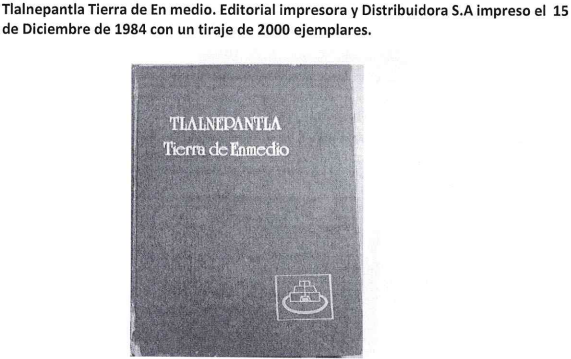 Tlalnepantla Tierra de En medio. Editorial impresora y Distribuidora S.A impreso el 15
de Diciembre de 1984 con un tiraje de 2000 ejemplares.
TLALNEPANTLA
Tierra de Enmedio